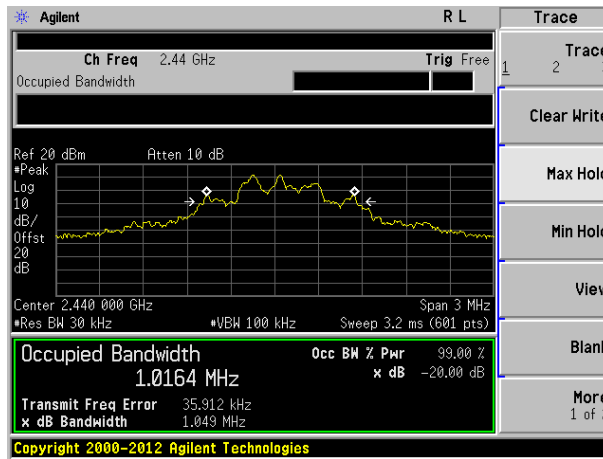 Agilent R L Trace
Ch Freq 2.44 GHz Trig Free
Occupied Bandwidth
Trace
1 2
Clear Write
Max Hold
Min Hold
View
Blank
More
1 of
Ref 20 dBm Atten 10 dB
#Peak
Log
10
dB/
Offst
20
dB
Center 2.440 000 GHz Span 3 MHz
#Res BW 30 kHz #VBW 100 kHz Sweep 3.2 ms (601 pts)
Occupied Bandwidth Occ BW % Pwr 99.00 %
1.0164 MHz x dB -20.00 dB
Transmit Freq Error 35.912 kHz
x dB Bandwidth 1.049 MHz
Copyright 2000-2012 Agilent Technologies